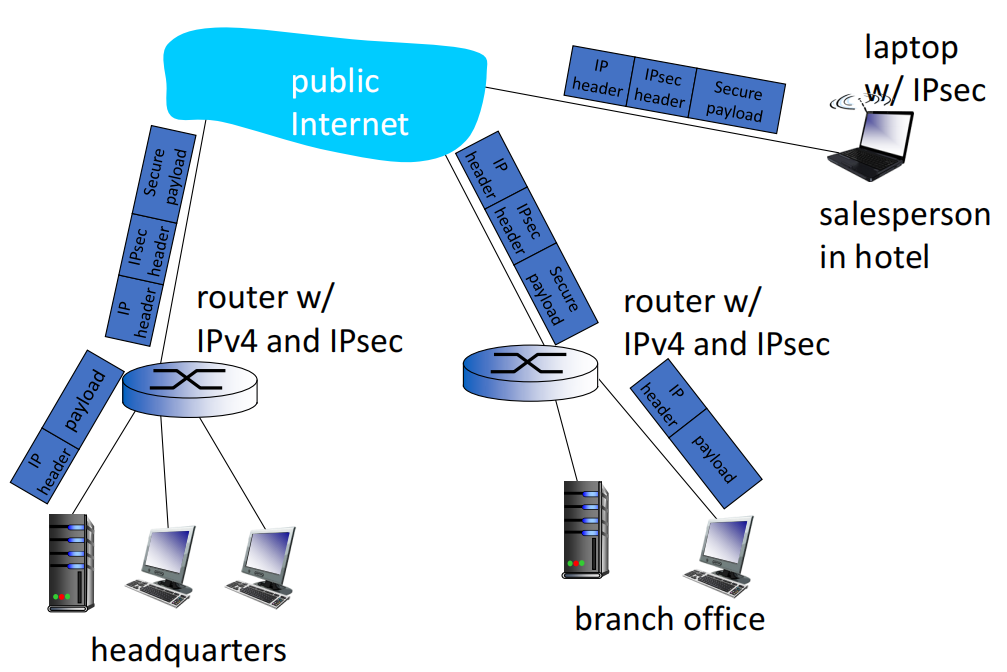 public
Internet
IP
header
IPsec
header
Secure
payload
laptop
w/ IPsec
salesperson
in hotel
Secure
payload
IPsec
header
IP
header
IP
header
IPsec
header
Secure
payload
router w/
IPv4 and IPsec
router w/
IPv4 and IPsec
payload
IP
header
IP
header
payload
headquarters
branch office